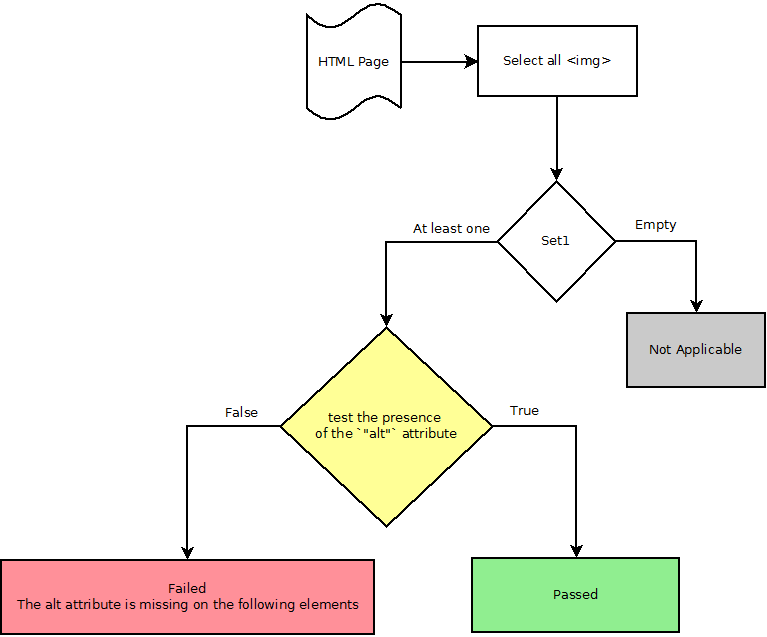 HTML Page
Select all <img>
Set1
At least one
Empty
Not Applicable
test the presence
of the `"alt"` attribute
False
True
Failed
The alt attribute is missing on the following elements
Passed